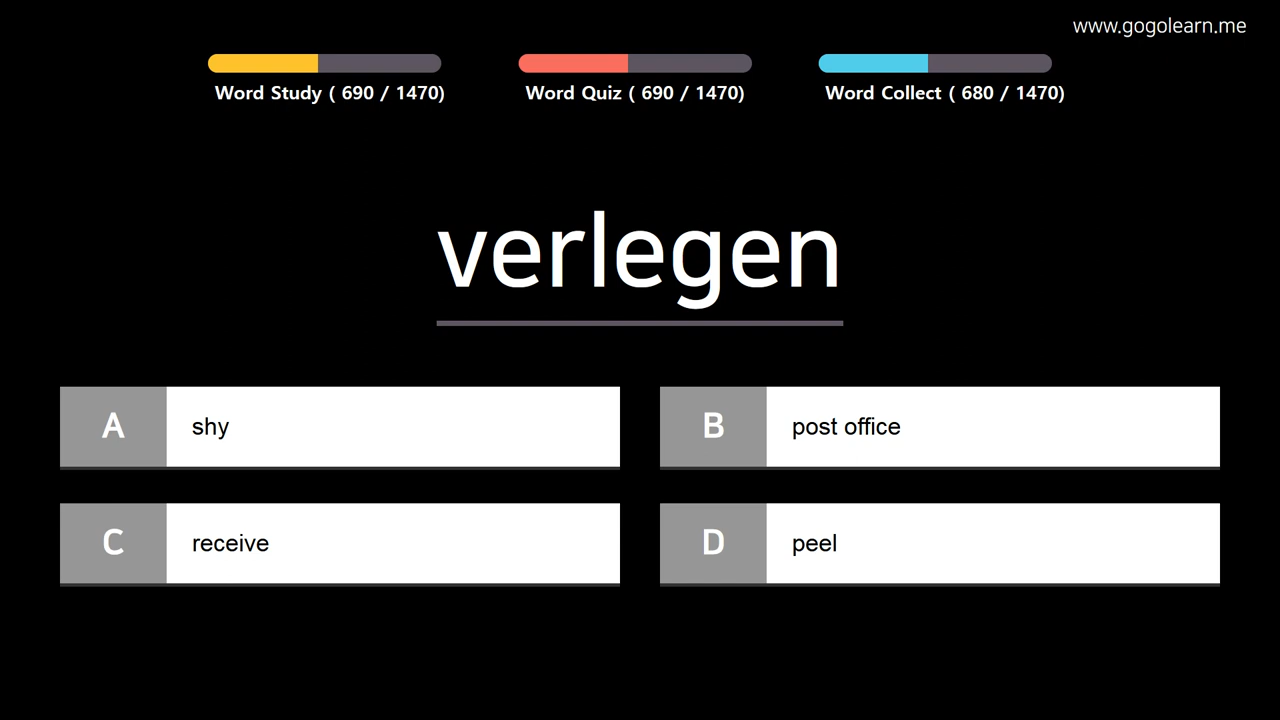 www.gogolearn.me
Word Study ( 690 / 1470)
Word Quiz ( 690 / 1470)
Word Collect ( 680 / 1470)
verlegen
A shy
B post office
C receive
D peel